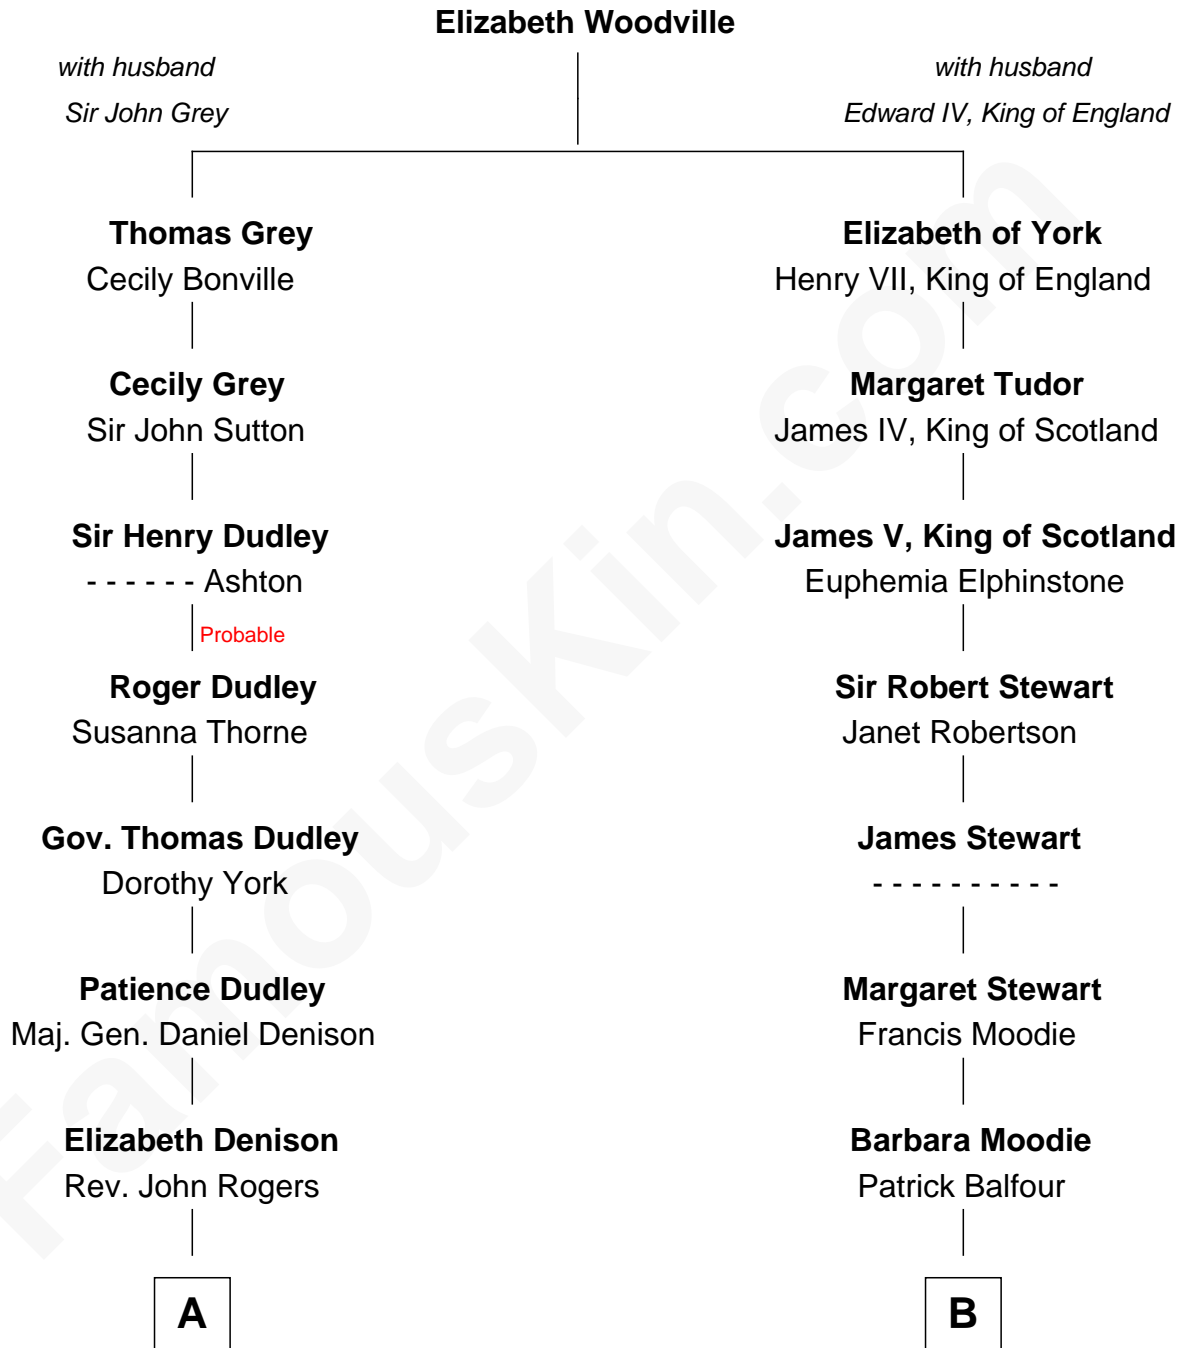 Elizabeth Woodville
with husband
Sir John Grey
with husband
Edward IV, King of England
Thomas Grey
Cecily Bonville
Elizabeth of York
Henry VII, King of England
Cecily Grey
Sir John Sutton
Margaret Tudor
James IV, King of Scotland
Sir Henry Dudley
- - - - - - Ashton
James V, King of Scotland
Euphemia Elphinstone
Probable
Roger Dudley
Susanna Thorne
Sir Robert Stewart
Janet Robertson
Gov. Thomas Dudley
Dorothy York
James Stewart
- - - - - - - - - -
Patience Dudley
Maj. Gen. Daniel Denison
Margaret Stewart
Francis Moodie
Elizabeth Denison
Rev. John Rogers
Barbara Moodie
Patrick Balfour
A
B
FamousKin.com